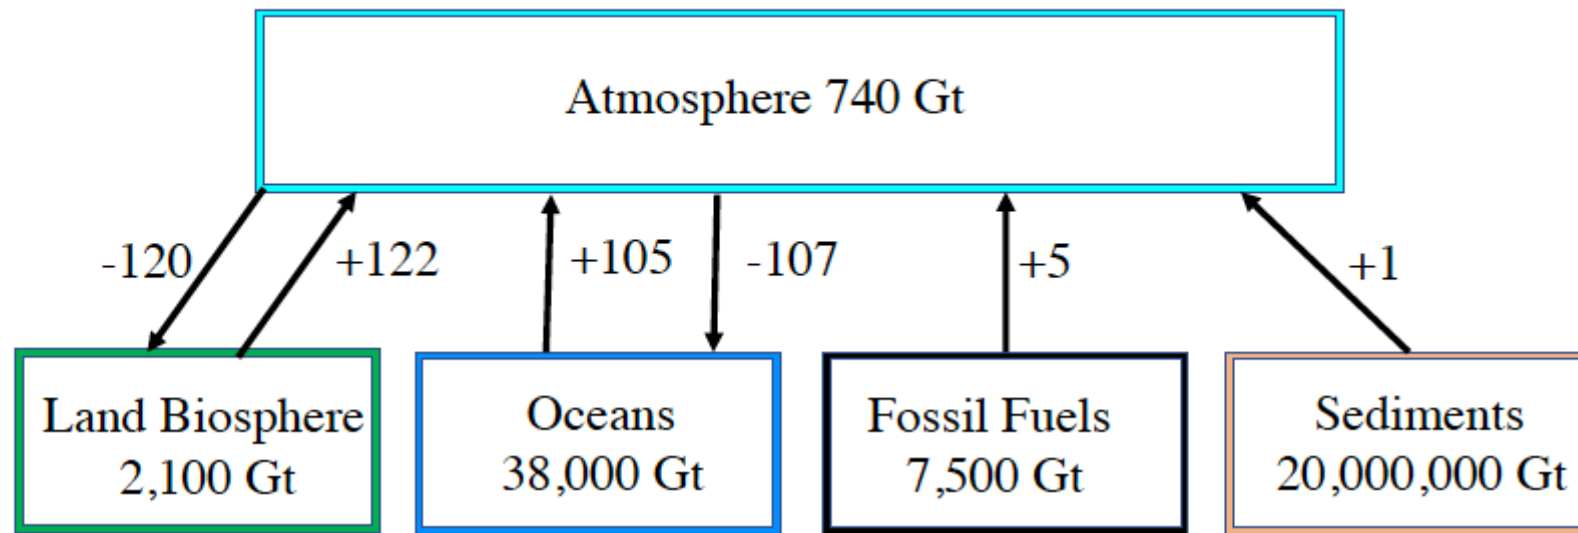 Atmosphere 740 Gt
-120
+122
+105
-107
+5
+1
Land Biosphere
2,100 Gt
Oceans
38,000 Gt
Fossil Fuels
7,500 Gt
Sediments
20,000,000 Gt